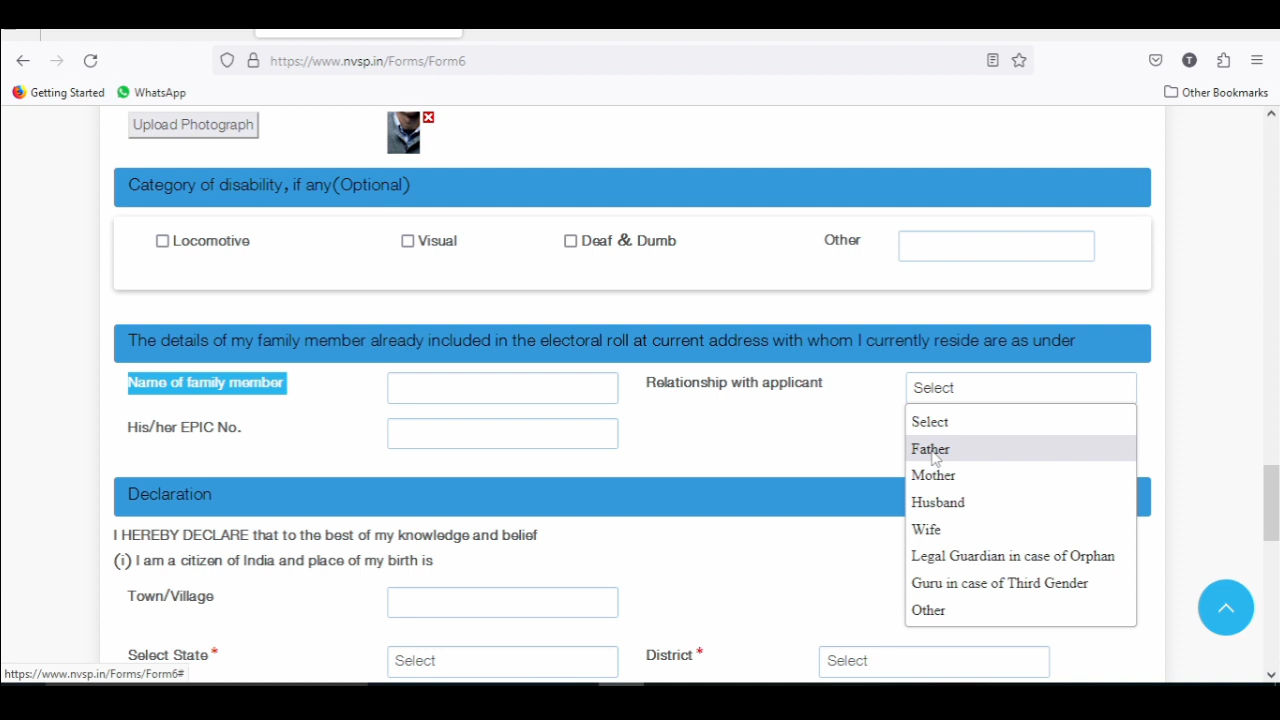 https://www.nvsp.in/Forms/Form6
T
Getting Started WhatsApp Other Bookmarks
Upload Photograph
Category of disability, if any(Optional)
Locomotive Visual Deaf & Dumb Other
The details of my family member already included in the electoral roll at current address with whom I currently reside are as under
Name of family member Relationship with applicant Select
Select
His/her EPIC No.
Father
Mother
Declaration
Husband
Wife
I HEREBY DECLARE that to the best of my knowledge and belief
(i) I am a citizen of India and place of my birth is
Legal Guardian in case of Orphan
Guru in case of Third Gender
Town/Village
Other
Select State * Select District * Select
https://www.nvsp.in/Forms/Form6#